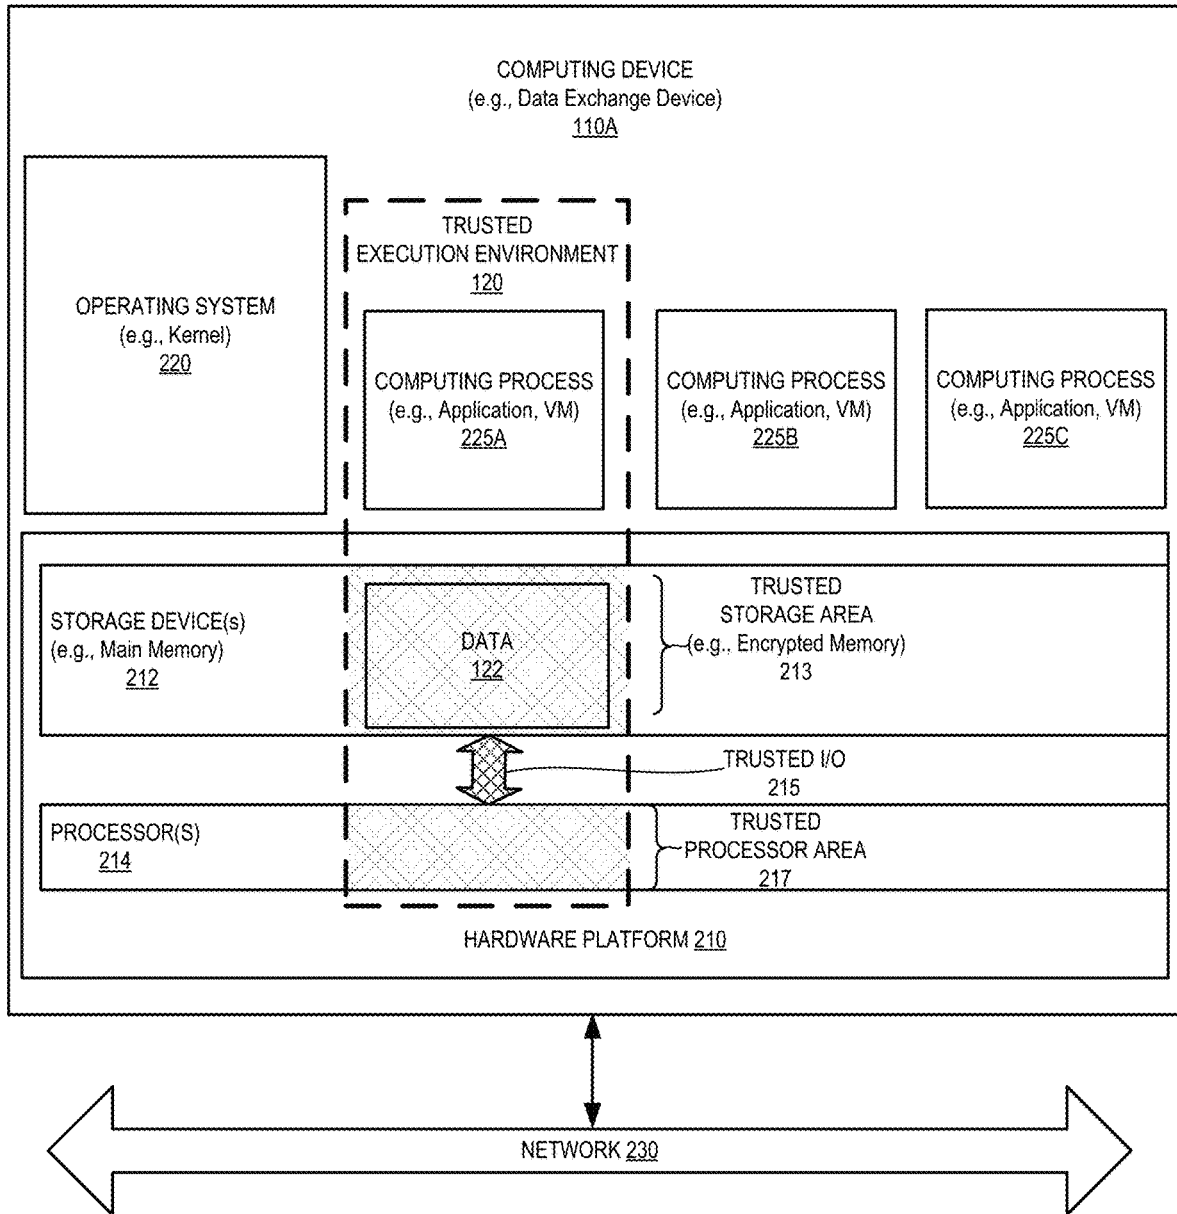 COMPUTING DEVICE
(e.g., Data Exchange Device)
110A
TRUSTED
EXECUTION ENVIRONMENT
120
OPERATING SYSTEM
(e.g., Kernel)
220
COMPUTING PROCESS
(e.g., Application, VM)
225A
COMPUTING PROCESS
(e.g., Application, VM)
225B
COMPUTING PROCESS
(e.g., Application, VM)
225C
STORAGE DEVICE(s)
(e.g., Main Memory)
212
DATA
122
TRUSTED
STORAGE AREA
(e.g., Encrypted Memory)
213
TRUSTED I/O
215
PROCESSOR(S)
214
TRUSTED
PROCESSOR AREA
217
HARDWARE PLATFORM 210
NETWORK 230